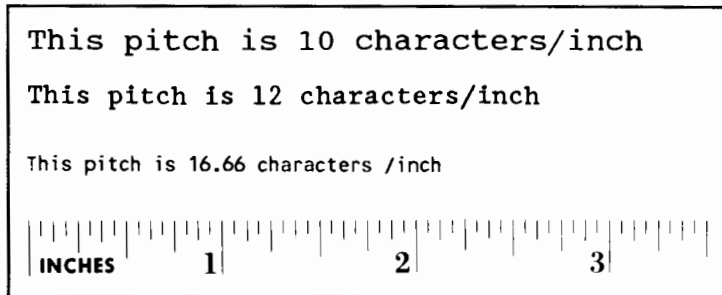 This pitch is 10 characters/inch
This pitch is 12 characters/inch
This pitch is 16.66 characters /inch
INCHES 1 2 3